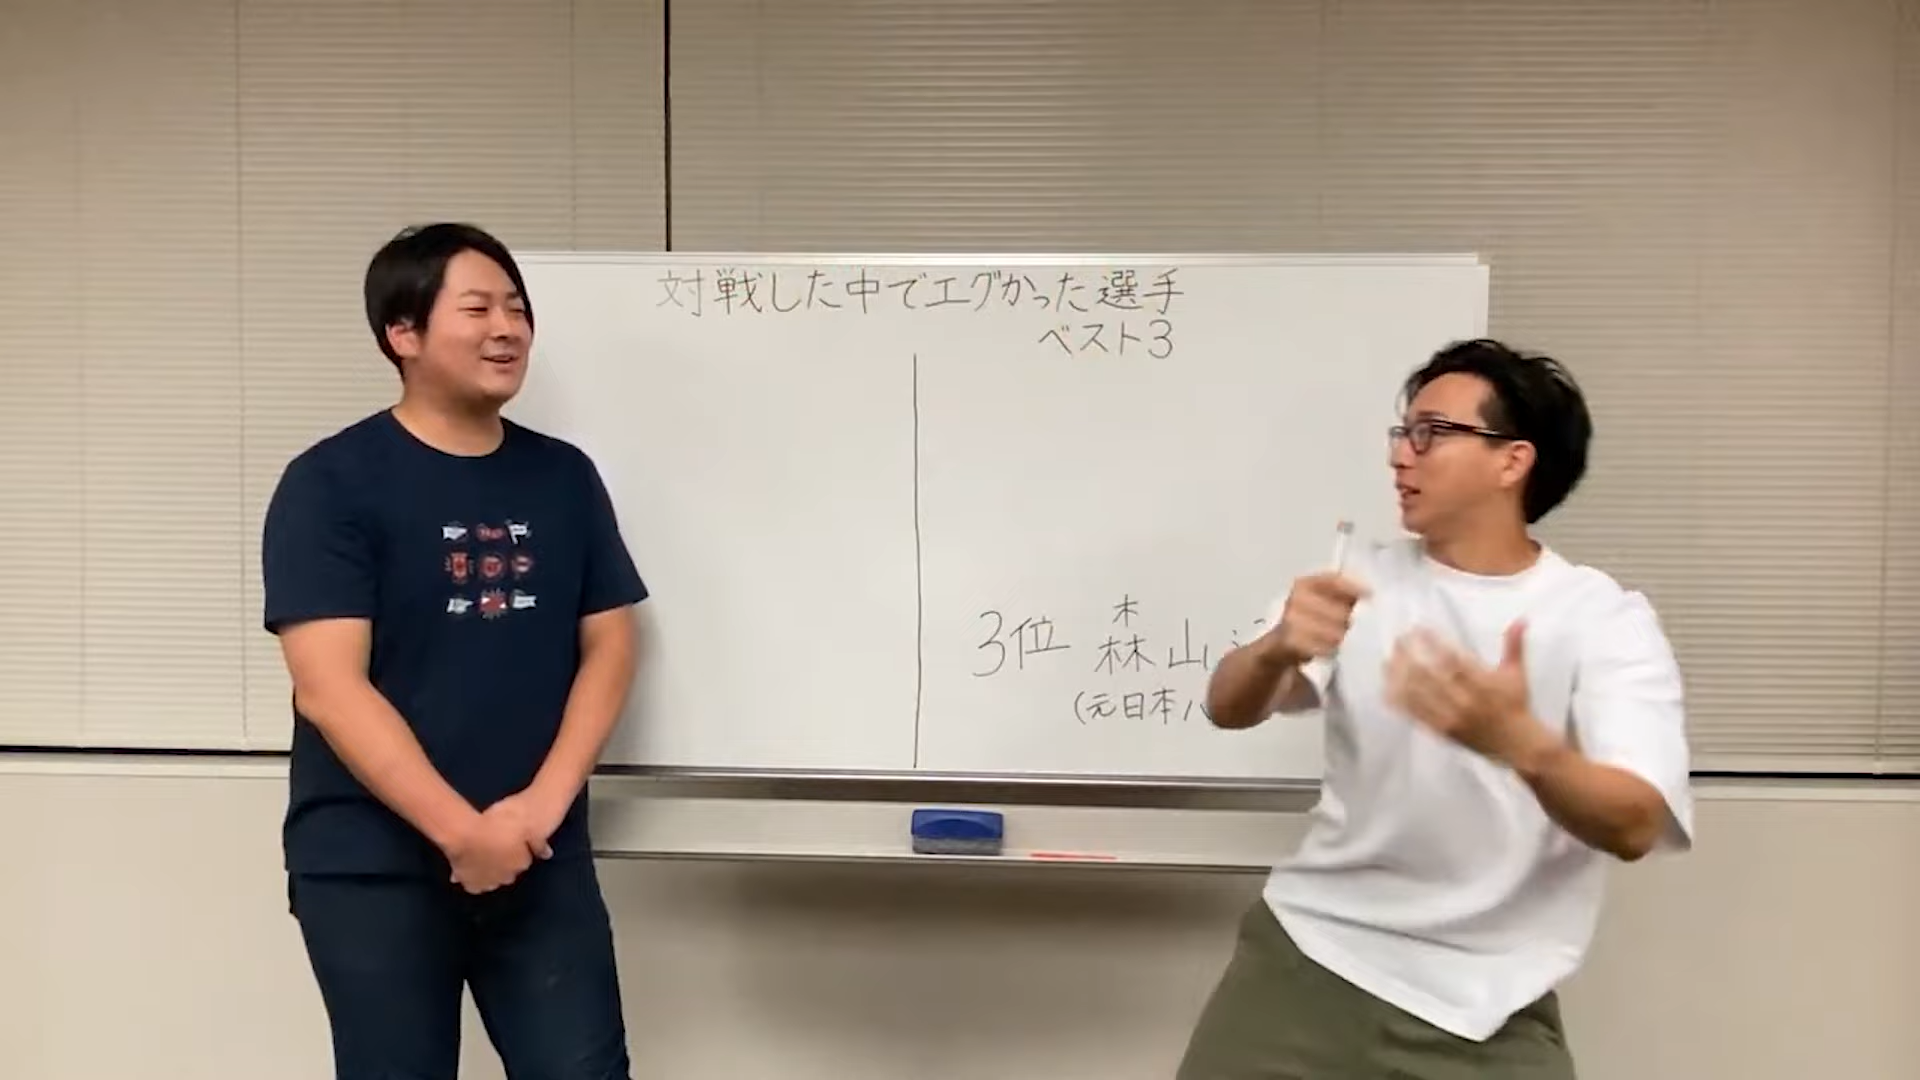 対戦した中でエグかった選手
ベスト3
3位 森山
(元日本ハ